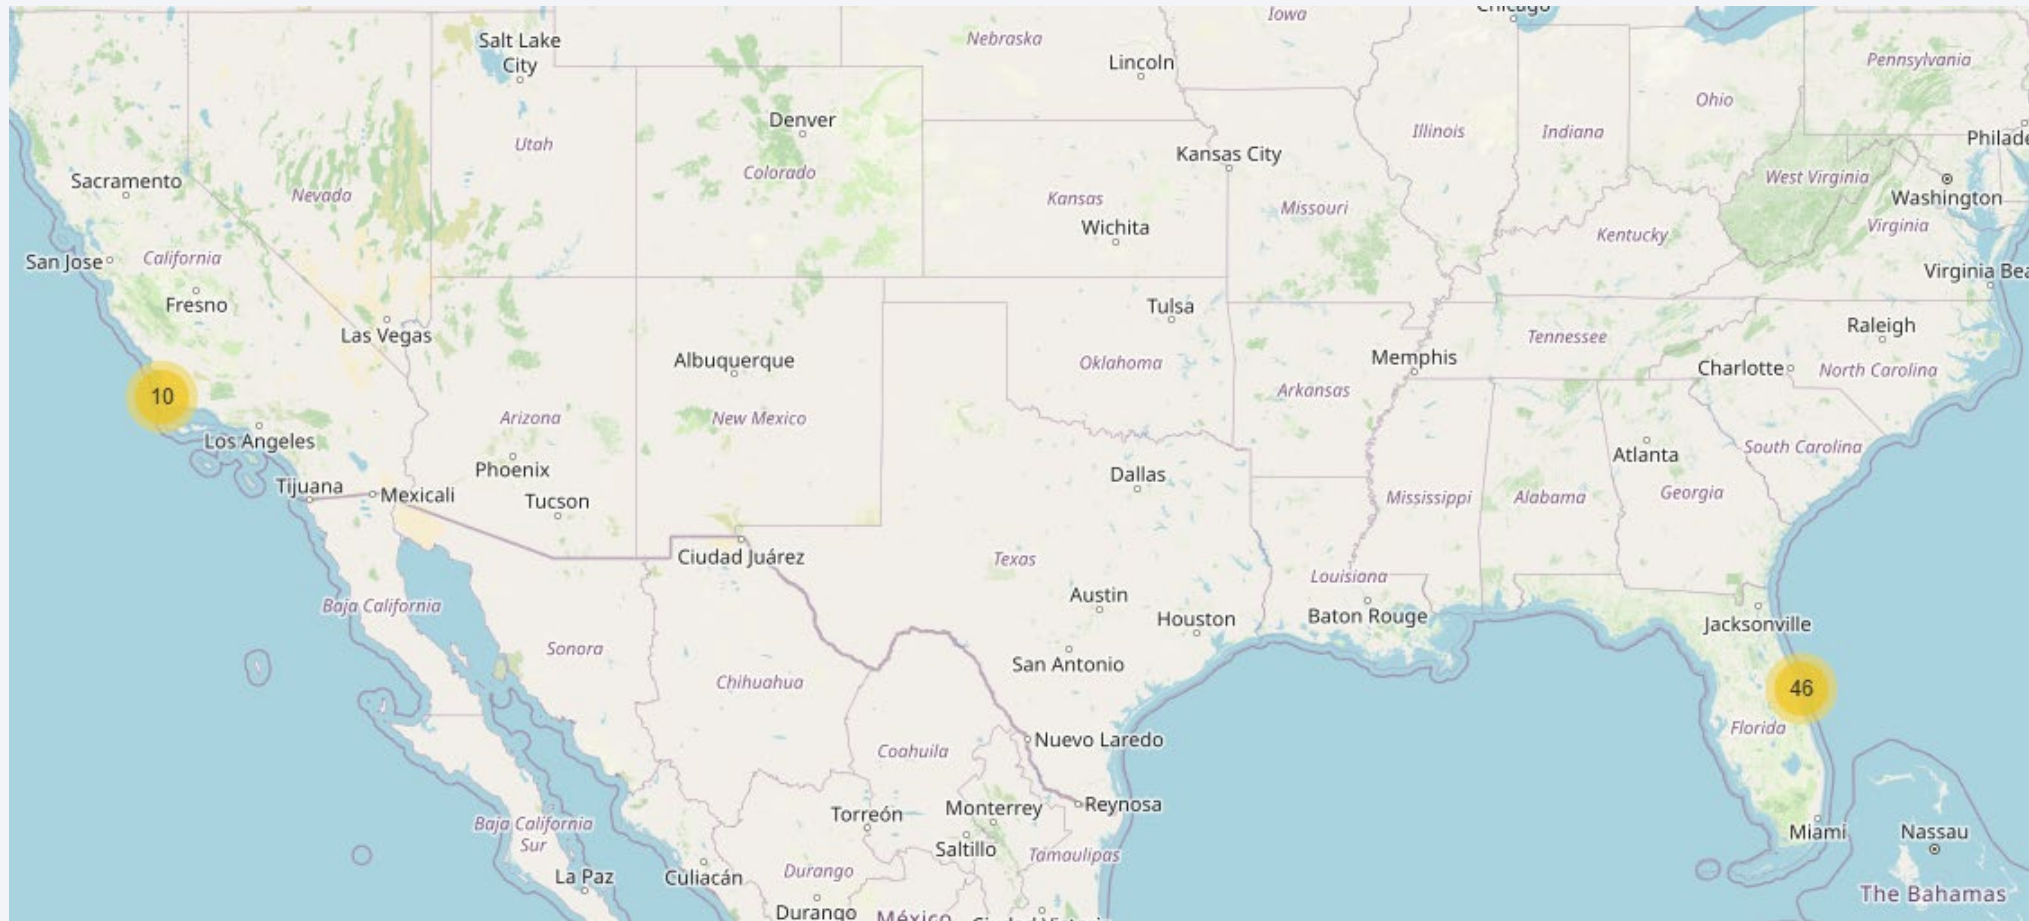 Iowa
Chicago
Salt Lake
City
Nebraska
Lincoln
Pennsylvania
Ohio
Denver
Illinois
Indiana
Utah
Philade
Kansas City
Colorado
West Virginia
Sacramento
Nevada
Kansas
Missouri
Washington
Wichita
Virginia
Kentucky
San Jose
California
Virginia Bea
Fresno
Tulsa
Raleigh
Las Vegas
Tennessee
Albuquerque
Oklahoma
Memphis
Charlotte
North Carolina
10
Arkansas
Arizona
New Mexico
Los Angeles
South Carolina
Atlanta
Phoenix
Dallas
Tijuana
Mexicali
Tucson
Mississippi
Alabama
Georgia
Ciudad Juárez
Texas
Louisiana
Austin
Baja California
Houston
Baton Rouge
Jacksonville
Sonora
San Antonio
Chihuahua
46
Florida
Nuevo Laredo
Coahuila
Torreón
Monterrey
Reynosa
Baja California
Sur
Miami
Nassau
Saltillo
Tamaulipas
La Paz
Culiacán
Durango
The Bahamas
Durango
México